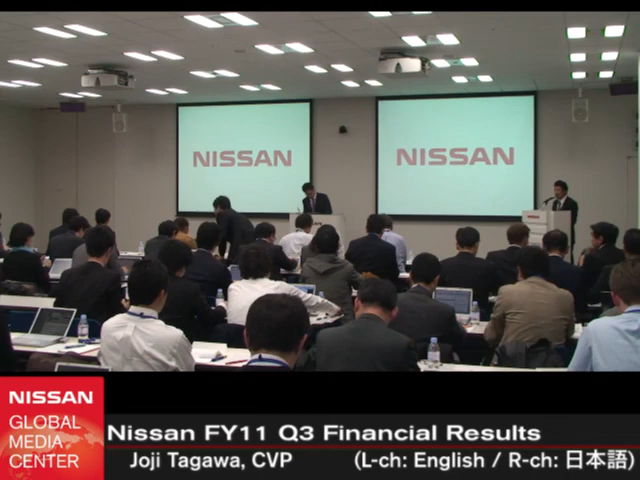 NISSAN
NISSAN
NISSAN
GLOBAL
MEDIA
CENTER
Nissan FY11 Q3 Financial Results
Joji Tagawa, CVP (L-ch: English / R-ch: 日本語)